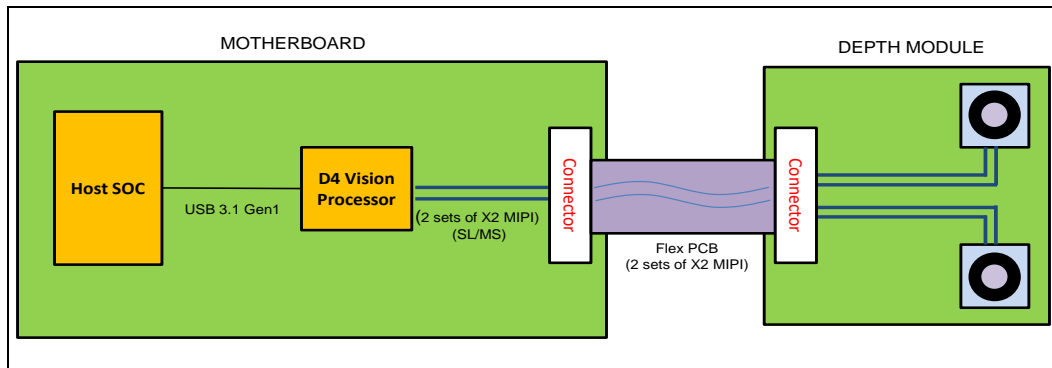 MOTHERBOARD
DEPTH MODULE
Host SOC
USB 3.1 Gen1
D4 Vision
Processor
(2 sets of X2 MIPI)
(SL/MS)
Connector
Flex PCB
(2 sets of X2 MIPI)
Connector